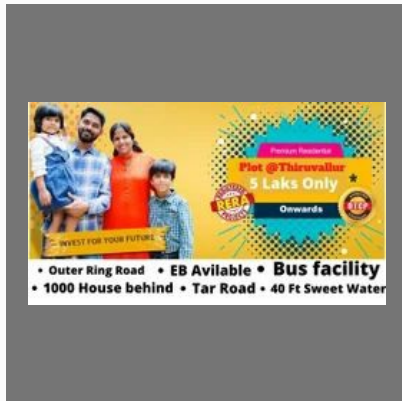 Premium Residential
Plot @Thiruvallur
5 Laks Only *
Onwards
RERA
DTCP
INVEST FOR YOUR FUTURE
• Outer Ring Road • EB Avilable • Bus facility
• 1000 House behind • Tar Road • 40 Ft Sweet Water